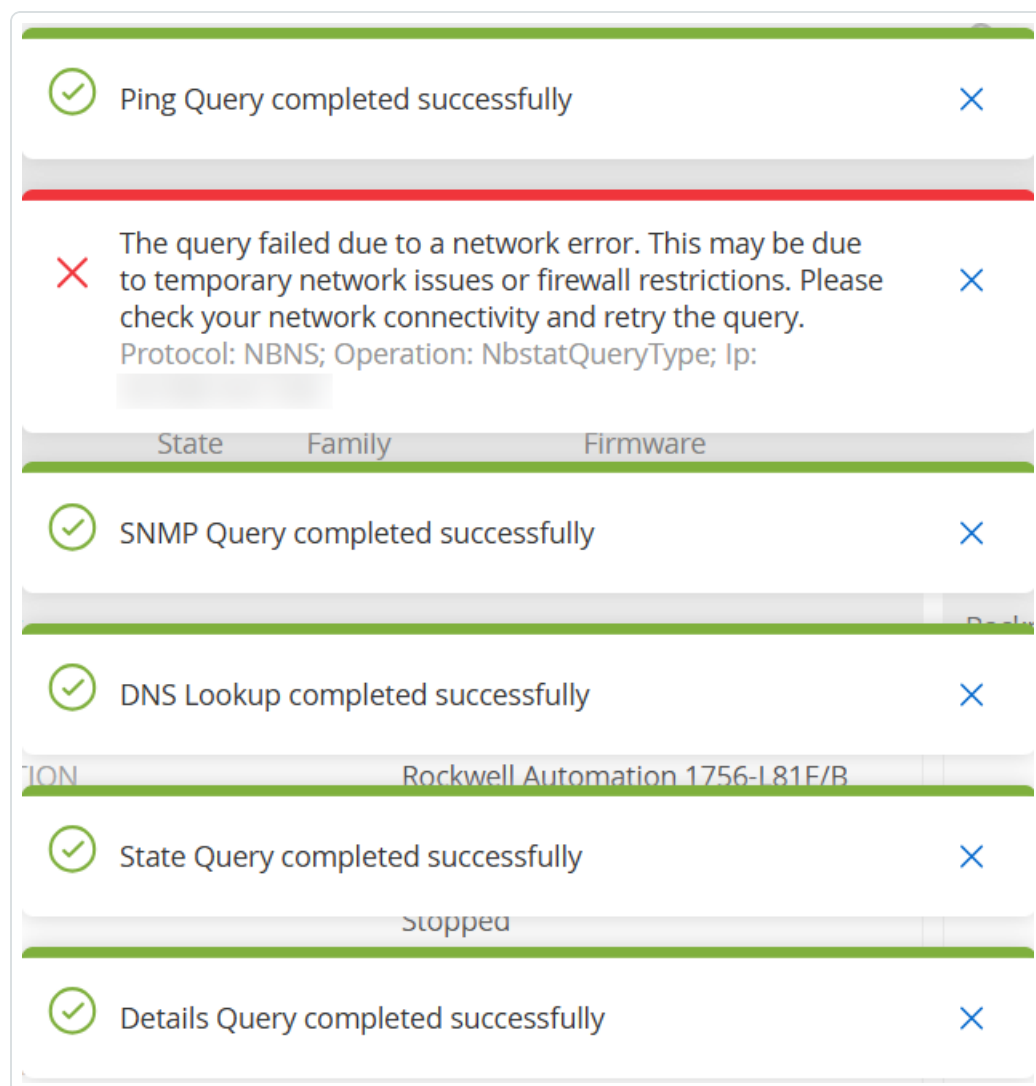 Ping Query completed successfully
The query failed due to a network error. This may be due
to temporary network issues or firewall restrictions. Please
check your network connectivity and retry the query.
Protocol: NBNS; Operation: NbstatQueryType; Ip:
State Family Firmware
SNMP Query completed successfully
DNS Lookup completed successfully
TION Rockwell Automation 1756-L81E/B
State Query completed successfully
Stopped
Details Query completed successfully